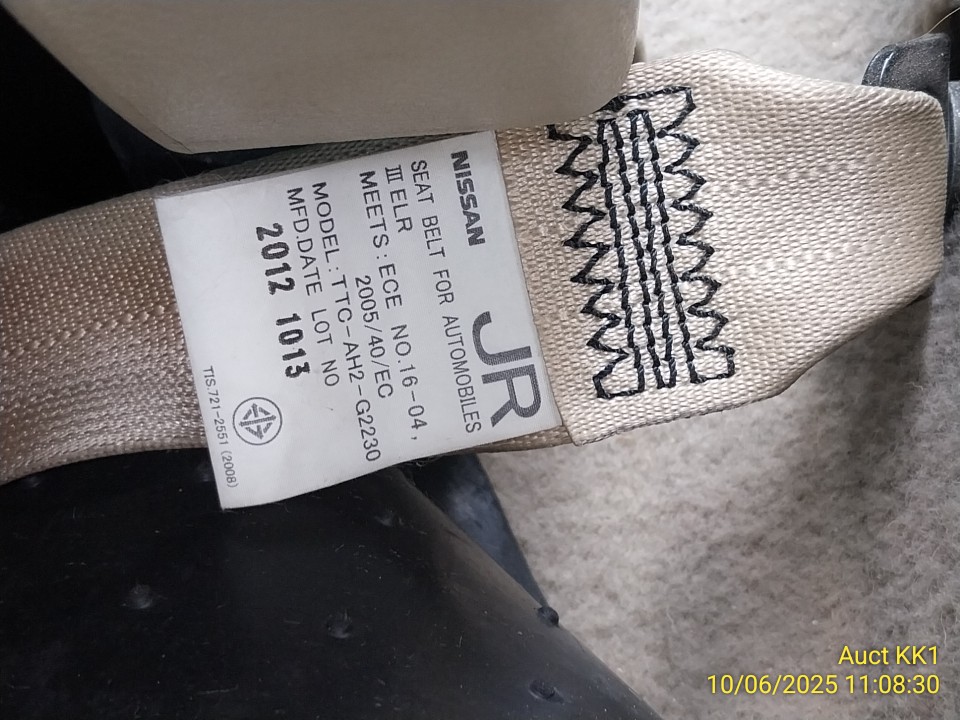 NISSAN JR
SEAT BELT FOR AUTOMOBILES
Ⅲ ELR
MEETS : ECE NO.16-04,
2005/40/EC
MODEL : TTC-AH2-G2230
MFD.DATE LOT NO
2012 1013
TIS.721-2551 (2008)
Auct KK1
10/06/2025 11:08:30